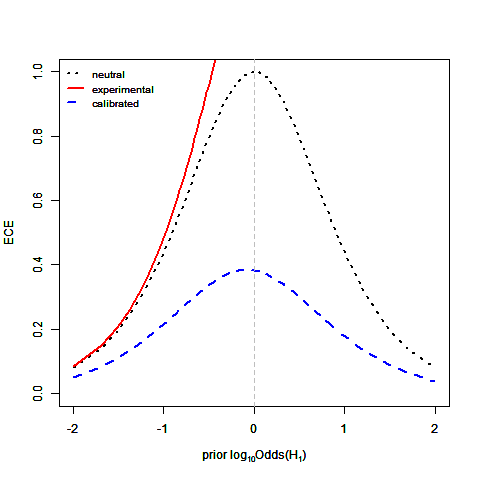 neutral
experimental
calibrated
ECE
0.0
0.2
0.4
0.6
0.8
1.0
-2
-1
0
1
2
prior log₁₀Odds(H₁)